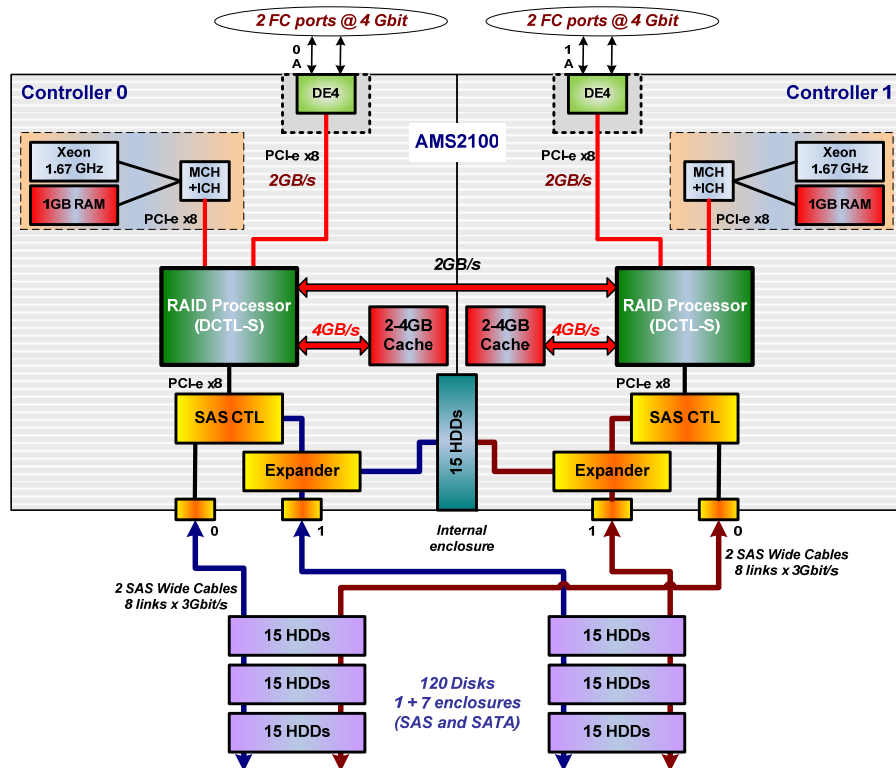 2 FC ports @ 4 Gbit
2 FC ports @ 4 Gbit
0
A
1
A
Controller 0
DE4
DE4
Controller 1
AMS2100
Xeon
1.67 GHz
1GB RAM
MCH
+ICH
PCI-e x8
PCI-e x8
2GB/s
PCI-e x8
2GB/s
MCH
+ICH
Xeon
1.67 GHz
1GB RAM
PCI-e x8
2GB/s
RAID Processor
(DCTL-S)
4GB/s
2-4GB
Cache
2-4GB
Cache
4GB/s
RAID Processor
(DCTL-S)
PCI-e x8
PCI-e x8
SAS CTL
15 HDDs
SAS CTL
Expander
Expander
0
1
Internal
enclosure
1
0
2 SAS Wide Cables
8 links x 3Gbit/s
2 SAS Wide Cables
8 links x 3Gbit/s
15 HDDs
15 HDDs
15 HDDs
15 HDDs
15 HDDs
15 HDDs
120 Disks
1 + 7 enclosures
(SAS and SATA)